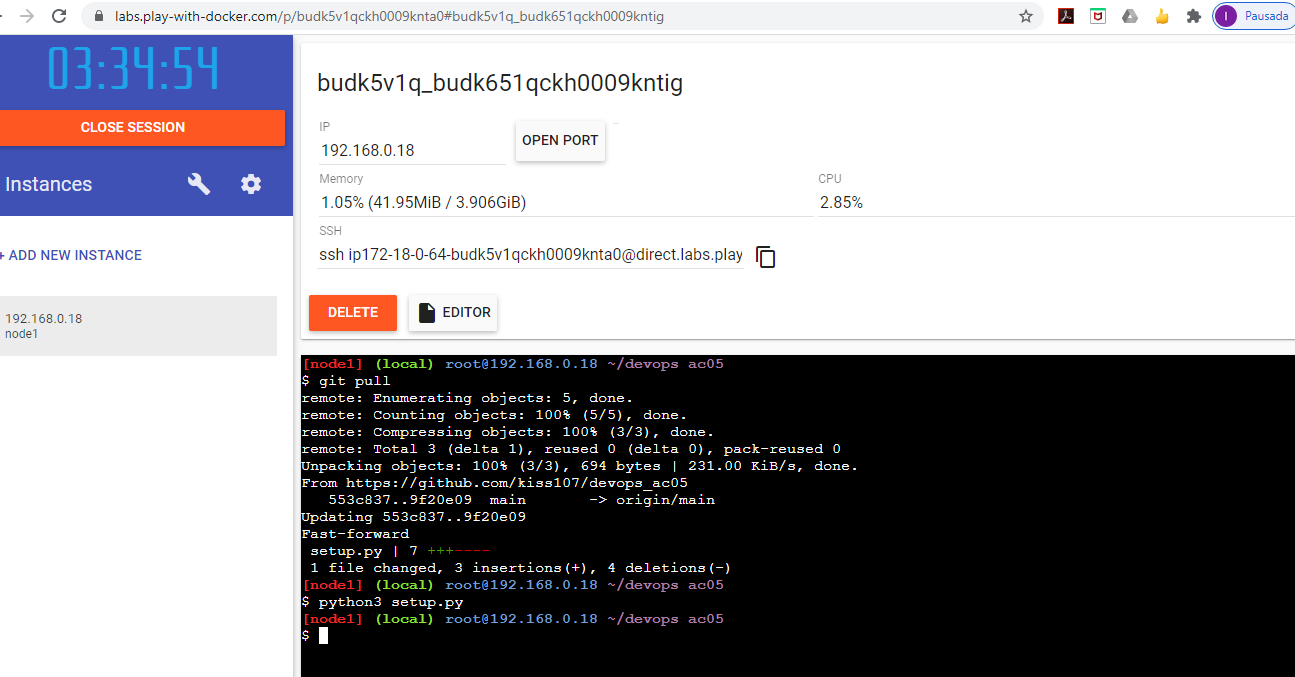 labs.play-with-docker.com/p/budk5v1qckh0009knta0#budk5v1q_budk651qckh0009kntig
I
Pausada
03:34:54
CLOSE SESSION
Instances
+ ADD NEW INSTANCE
192.168.0.18
node1
budk5v1q_budk651qckh0009kntig
IP
192.168.0.18
OPEN PORT
Memory
1.05% (41.95MiB / 3.906GiB)
CPU
2.85%
SSH
ssh ip172-18-0-64-budk5v1qckh0009knta0@direct.labs.play
DELETE
EDITOR
[node1] (local) root@192.168.0.18 ~/devops ac05
$ git pull
remote: Enumerating objects: 5, done.
remote: Counting objects: 100% (5/5), done.
remote: Compressing objects: 100% (3/3), done.
remote: Total 3 (delta 1), reused 0 (delta 0), pack-reused 0
Unpacking objects: 100% (3/3), 694 bytes | 231.00 KiB/s, done.
From https://github.com/kiss107/devops_ac05
   553c837..9f20e09  main       -> origin/main
Updating 553c837..9f20e09
Fast-forward
 setup.py | 7 +++----
 1 file changed, 3 insertions(+), 4 deletions(-)
[node1] (local) root@192.168.0.18 ~/devops ac05
$ python3 setup.py
[node1] (local) root@192.168.0.18 ~/devops ac05
$